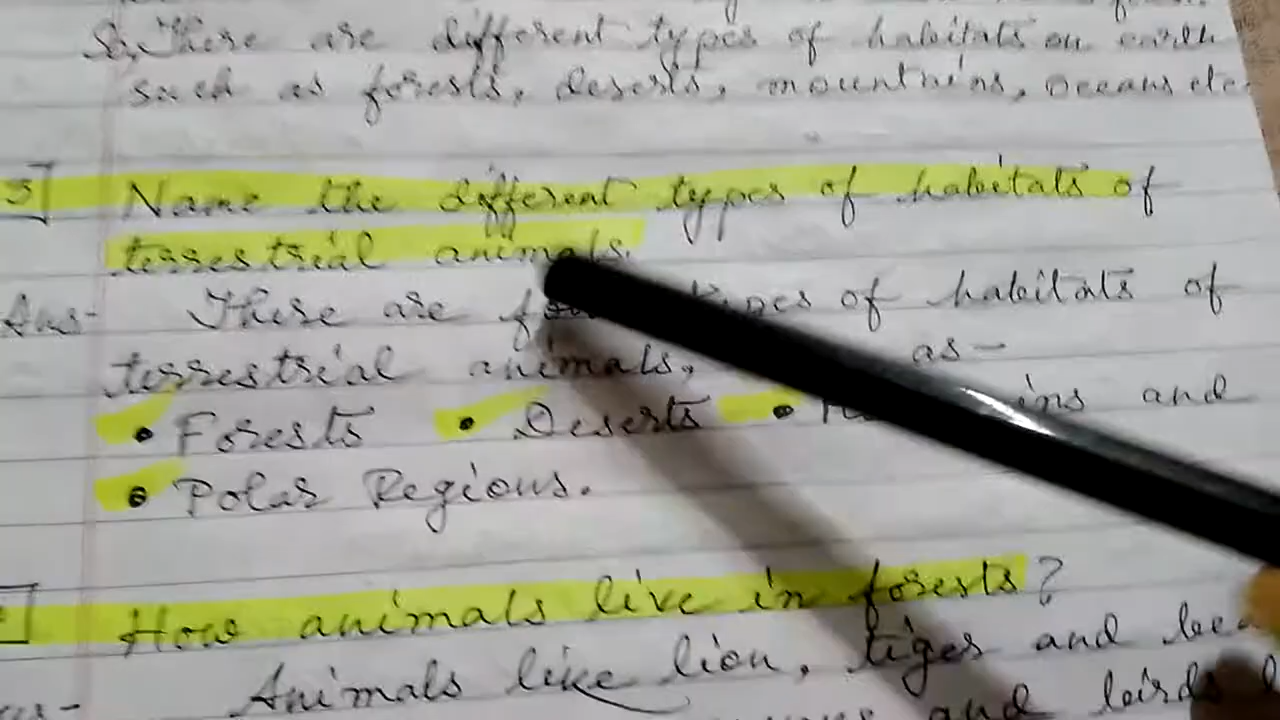 So, There are different types of habitats on earth
such as forests, deserts, mountains, oceans etc.
3 Name the different types of habitats of
terrestrial animals.
Ans- There are types of habitats of
terrestrial animals, as-
• Forests • Deserts • and
• Polar Regions.
How animals live in forests?
Animals like lion, tiger and
and birds